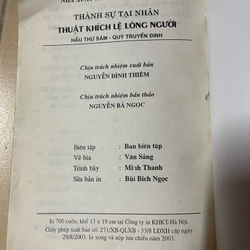 NHÀ XUẤT
THÀNH SỰ TẠI NHÂN
THUẬT KHÍCH LỆ LÒNG NGƯỜI
HẦU THƯ SÂM - QUÝ TRUYỀN ĐINH
Chịu trách nhiệm xuất bản
NGUYỄN ĐÌNH THIÊM
Chịu trách nhiệm bản thảo
NGUYỄN BÁ NGỌC
Biên tập : Ban biên tập
Vẽ bìa : Văn Sáng
Trình bày : Minh Thanh
Sửa bản in : Bùi Bích Ngọc
In 700 cuốn, khổ 13 x 19 cm tại Công ty in KHKT-Hà Nội.
Giấy phép xuất bản số: 271/XB-QLXB - 33/8 LĐXH cấp ngày
29/8/2003. In xong và nộp lưu chiểu năm 2003.